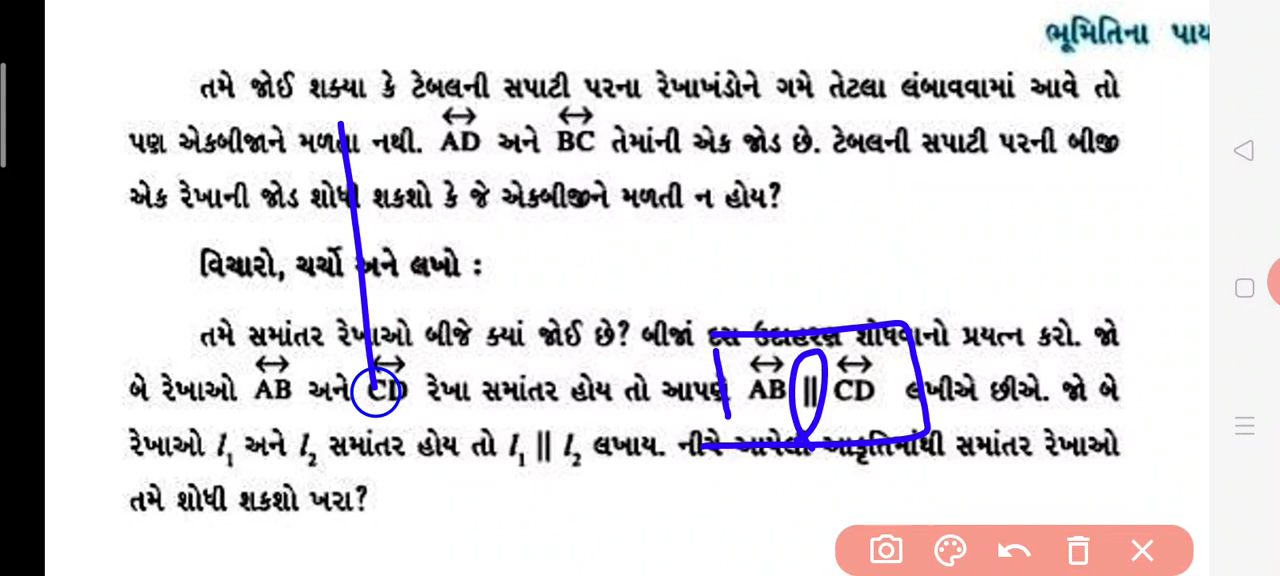 ભૂમિતિના
તમે જોઈ શક્યા કે ટેબલની સપાટી પરના રેખાખંડોને ગમે તેટલા લંબાવવામાં આવે તો
પણ એકબીજાને મળતા નથી. AD અને BC તેમાંની એક જોડ છે. ટેબલની સપાટી પરની બીજી
એક રેખાની જોડ શોધી શકશો કે જે એકબીજીને મળતી ન હોય?
વિચારો, ચર્ચો અને લખો :
તમે સમાંતર રેખાઓ બીજે ક્યાં જોઈ છે? બીજાં દસ ઉદાહરણ શોધવાનો પ્રયત્ન કરો. જો
બે રેખાઓ AB અને CD રેખા સમાંતર હોય તો આપણે AB || CD લખીએ છીએ. જો બે
રેખાઓ l₁ અને l₂ સમાંતર હોય તો l₁ || l₂ લખાય. નીચે આપેલી આકૃતિમાંથી સમાંતર રેખાઓ
તમે શોધી શકશો ખરા?